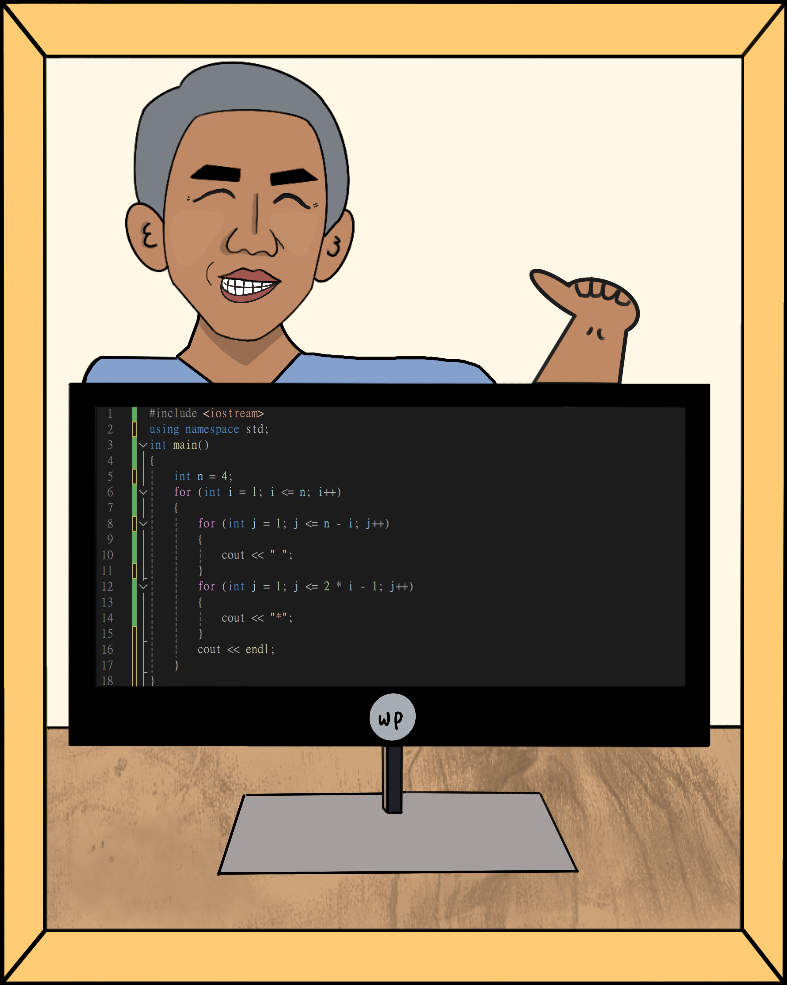 1 #include <iostream>
2 using namespace std;
3 int main()
4 {
5 int n = 4;
6 for (int i = 1; i <= n; i++)
7 {
8 for (int j = 1; j <= n - i; j++)
9 {
10 cout << " ";
11 }
12 for (int j = 1; j <= 2 * i - 1; j++)
13 {
14 cout << "*";
15 }
16 cout << endl;
17 }
18 }
wp